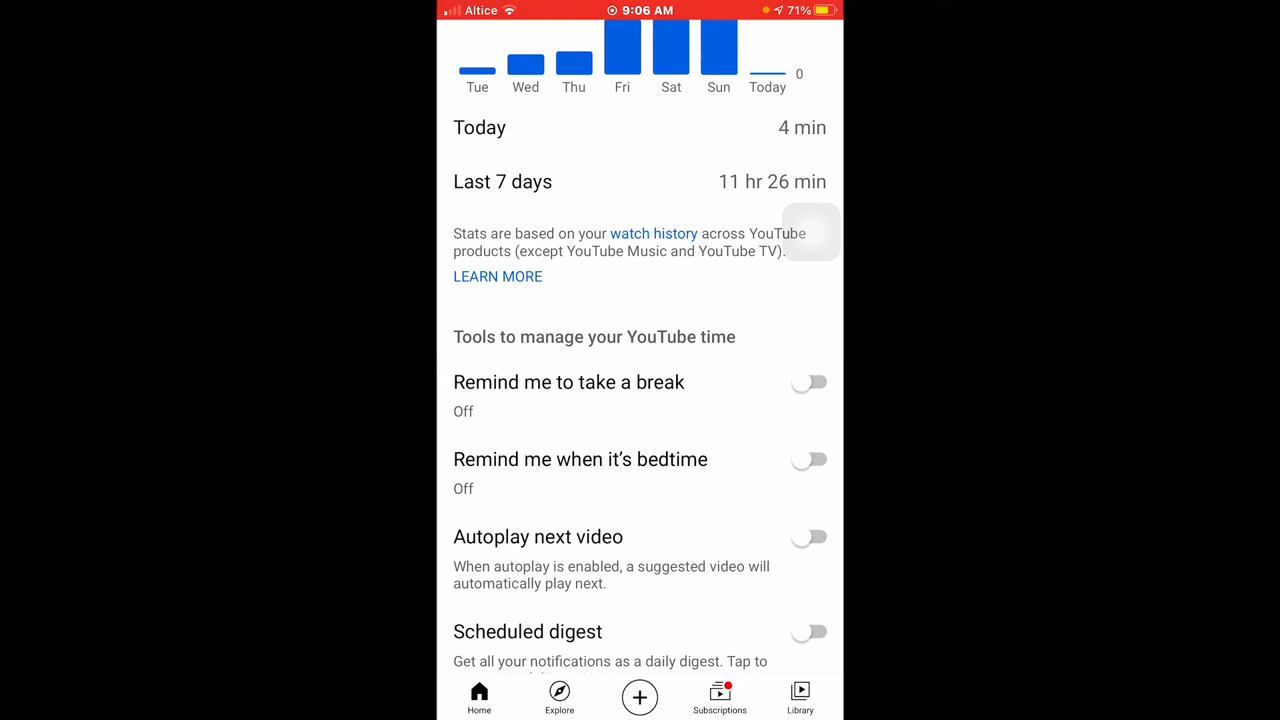 Altice 9:06 AM 71%
0
Tue Wed Thu Fri Sat Sun Today
Today 4 min
Last 7 days 11 hr 26 min
Stats are based on your watch history across YouTube
products (except YouTube Music and YouTube TV).
LEARN MORE
Tools to manage your YouTube time
Remind me to take a break
Off
Remind me when it's bedtime
Off
Autoplay next video
When autoplay is enabled, a suggested video will
automatically play next.
Scheduled digest
Get all your notifications as a daily digest. Tap to
Home Explore Subscriptions Library